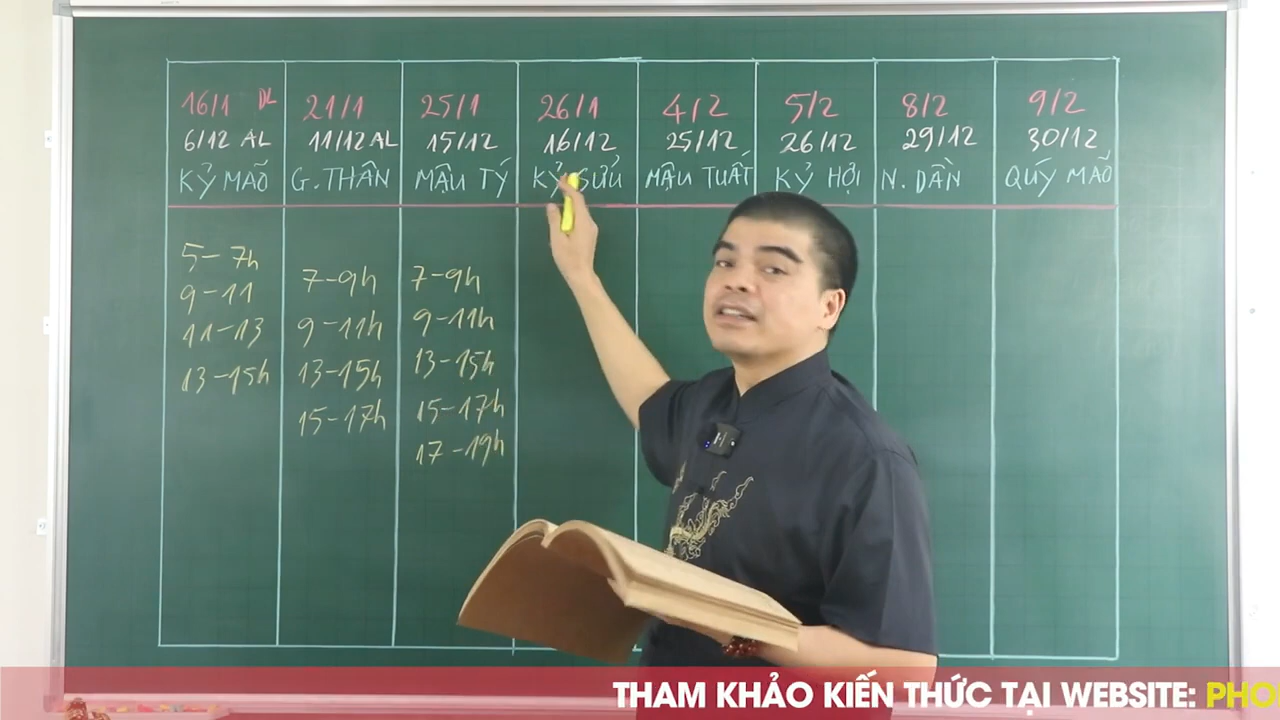 16/1 DL 21/1 25/1 26/1 4/2 5/2 8/2 9/2
6/12 AL 11/12 AL 15/12 16/12 25/12 26/12 29/12 30/12
KỶ MÃO G. THÂN MẬU TÝ KỶ SỬU MẬU TUẤT KỶ HỢI N. DẦN QUÝ MÃO
5-7h
9-11
11-13
13-15h
7-9h
9-11h
13-15h
15-17h
7-9h
9-11h
13-15h
15-17h
17-19h
THAM KHẢO KIẾN THỨC TẠI WEBSITE: PHO